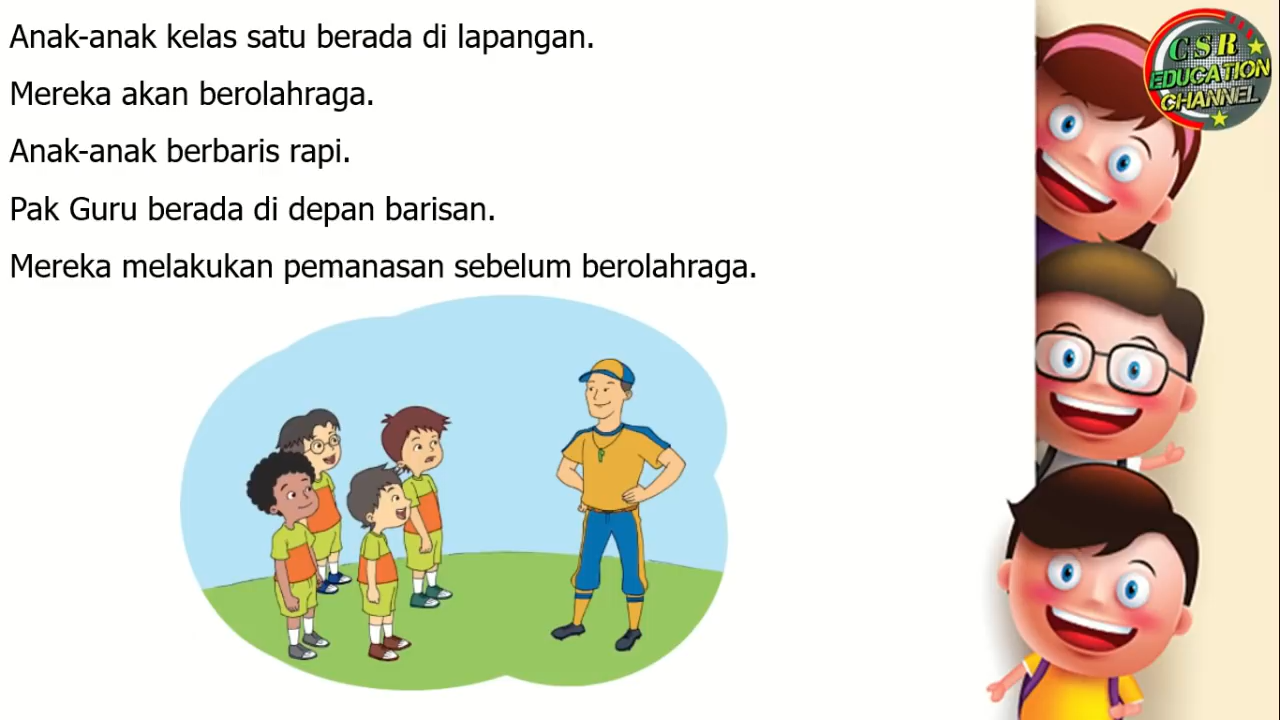 Anak-anak kelas satu berada di lapangan.
Mereka akan berolahraga.
Anak-anak berbaris rapi.
Pak Guru berada di depan barisan.
Mereka melakukan pemanasan sebelum berolahraga.
CSR
EDUCATION
CHANNEL